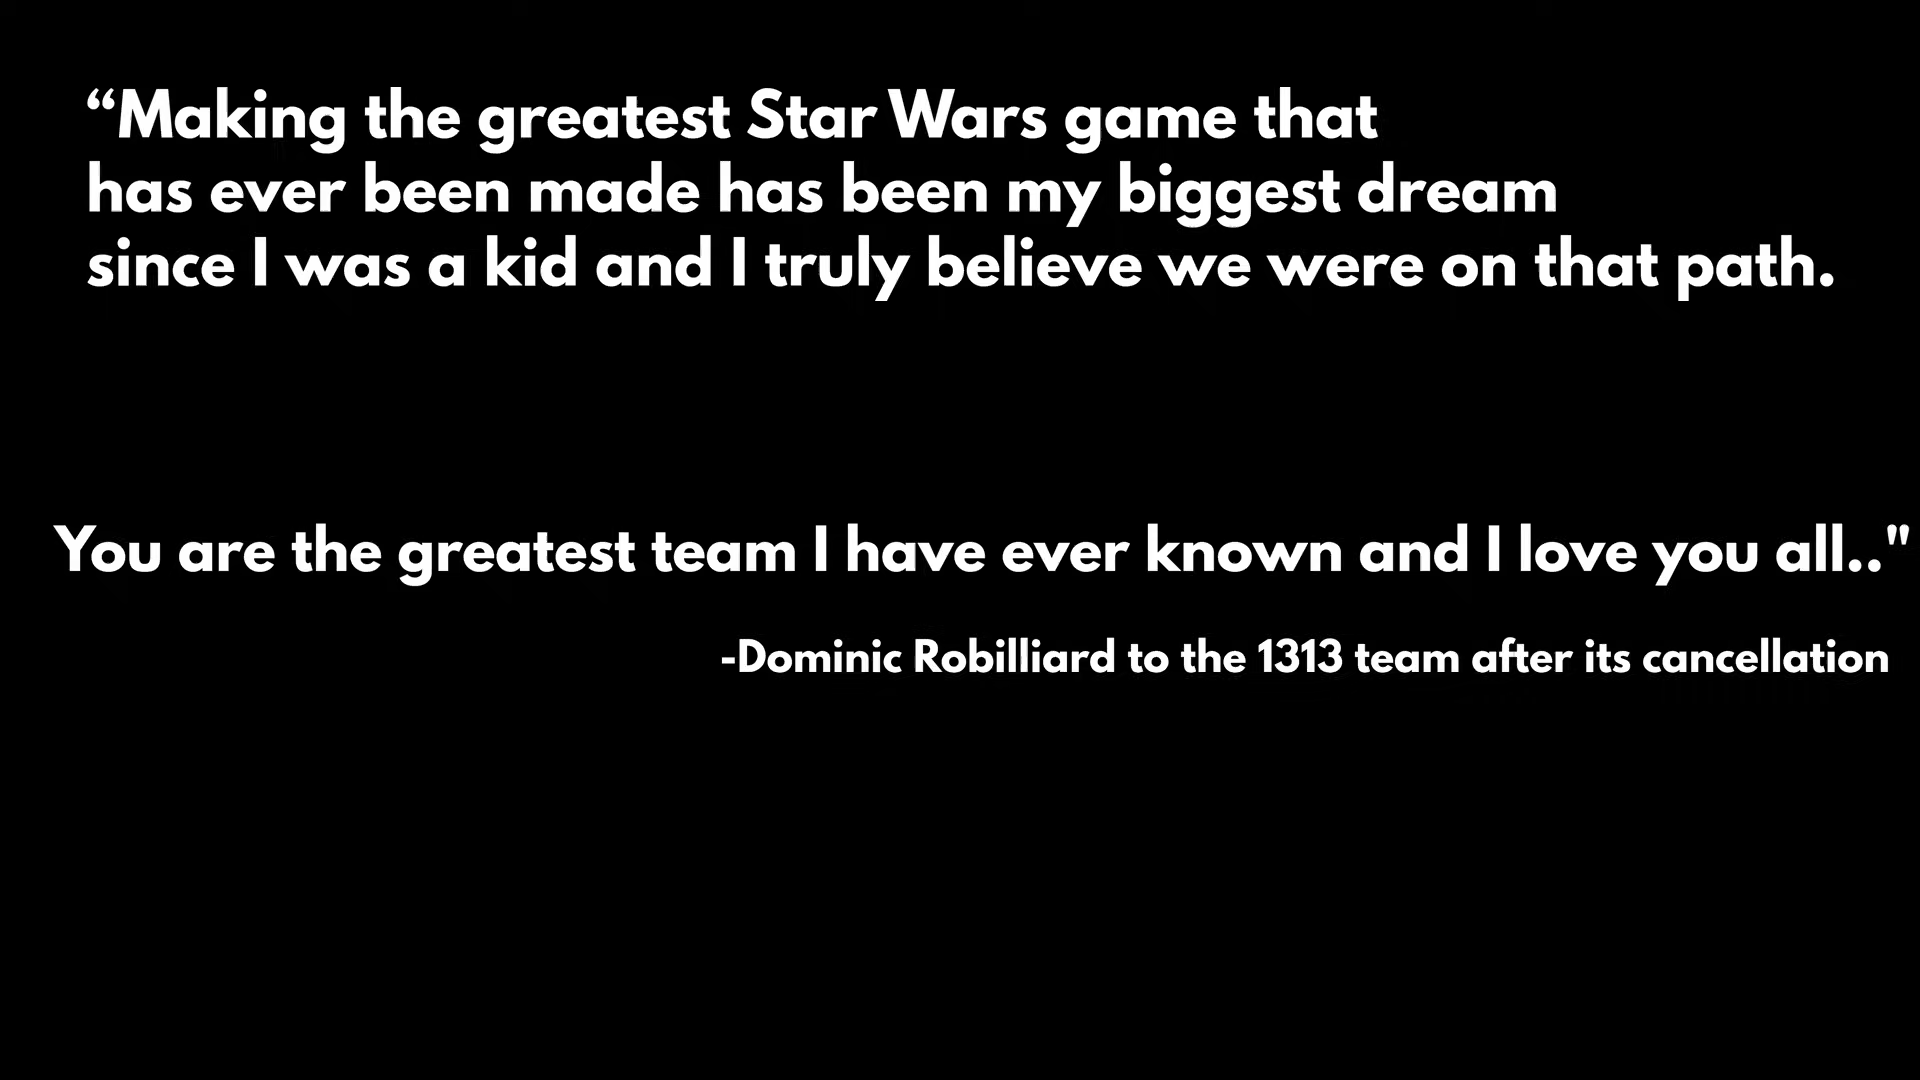 “Making the greatest Star Wars game that
has ever been made has been my biggest dream
since I was a kid and I truly believe we were on that path.
You are the greatest team I have ever known and I love you all.."
-Dominic Robilliard to the 1313 team after its cancellation